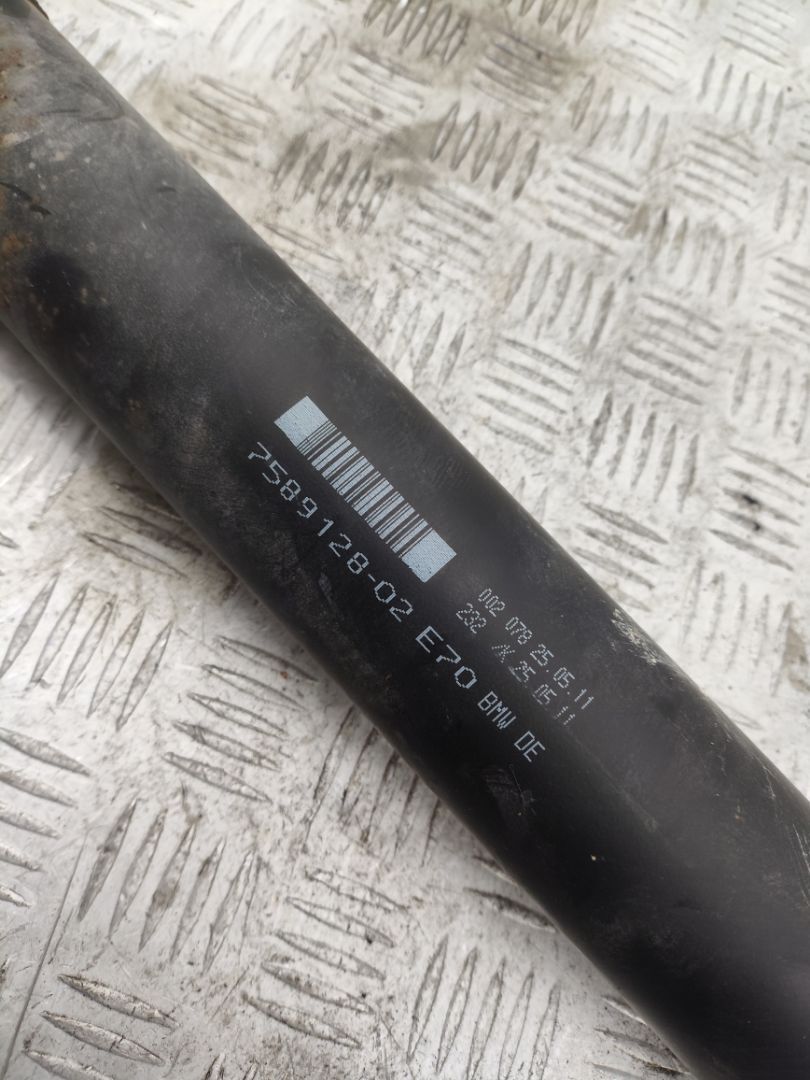 7589128-02 E70 BMW DE
002 078 25.05.11
232 /X 25.05.11